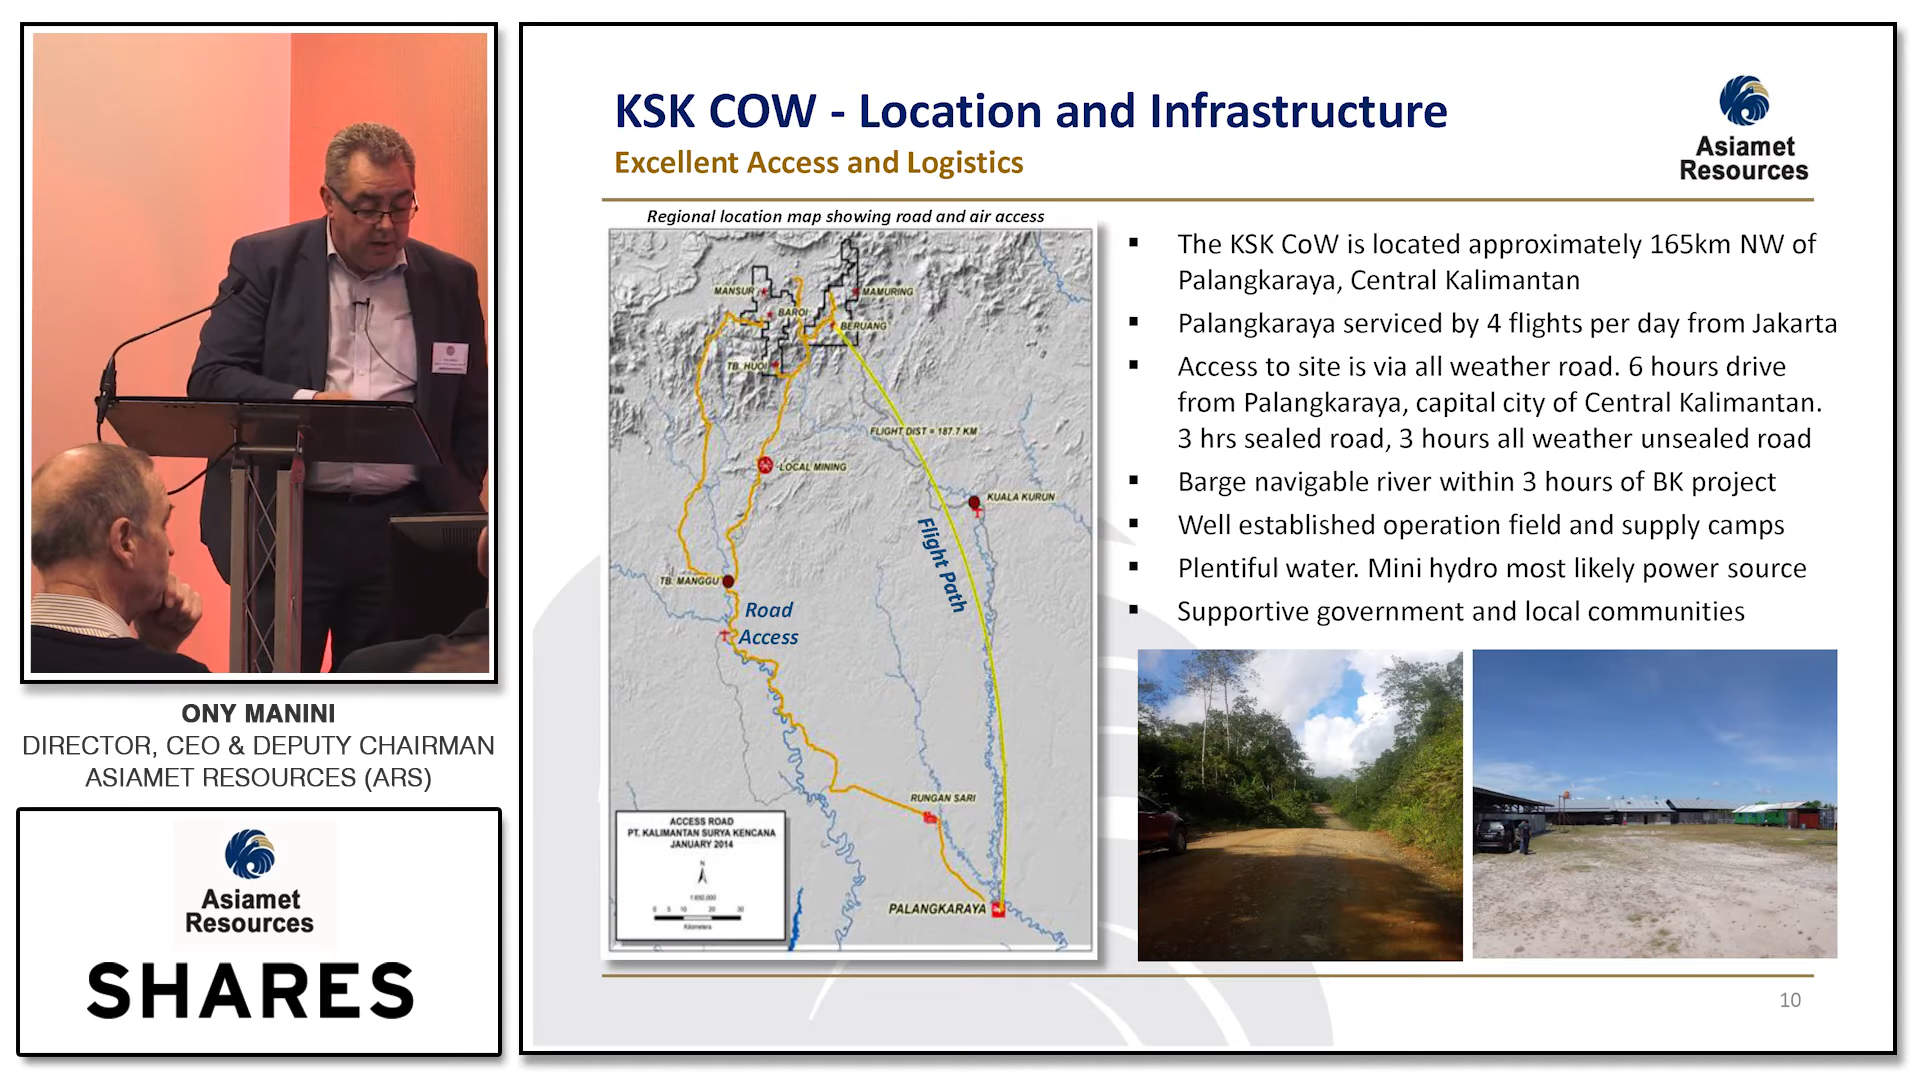 ONY MANINI
DIRECTOR, CEO & DEPUTY CHAIRMAN
ASIAMET RESOURCES (ARS)
Asiamet
Resources
SHARES
KSK COW - Location and Infrastructure
Excellent Access and Logistics
Asiamet
Resources
Regional location map showing road and air access
MANSUR
MAMURING
BAROI
BERUANG
TB. HUOI
FLIGHT DIST = 187.7 KM
LOCAL MINING
KUALA KURUN
Flight Path
TB. MANGGU
Road
Access
RUNGAN SARI
PALANGKARAYA
ACCESS ROAD
PT. KALIMANTAN SURYA KENCANA
JANUARY 2014
N
0 5 10 20 30
Kilometers
▪ The KSK CoW is located approximately 165km NW of
Palangkaraya, Central Kalimantan
▪ Palangkaraya serviced by 4 flights per day from Jakarta
▪ Access to site is via all weather road. 6 hours drive
from Palangkaraya, capital city of Central Kalimantan.
3 hrs sealed road, 3 hours all weather unsealed road
▪ Barge navigable river within 3 hours of BK project
▪ Well established operation field and supply camps
▪ Plentiful water. Mini hydro most likely power source
▪ Supportive government and local communities
10